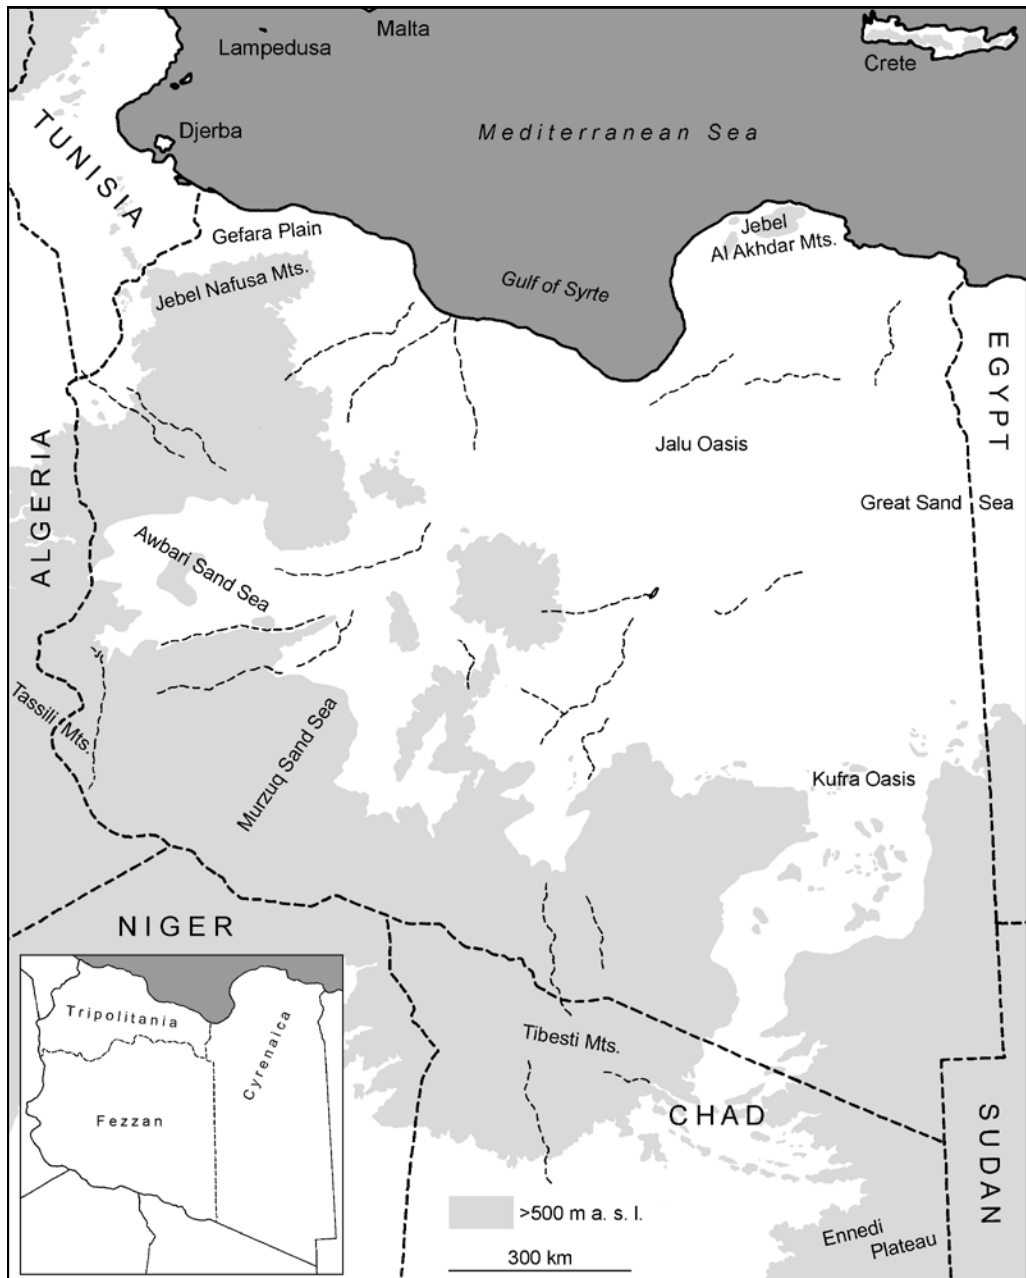 Malta
Lampedusa
Crete
Djerba
Mediterranean Sea
TUNISIA
Gefara Plain
Jebel
Al Akhdar Mts.
Jebel Nafusa Mts.
Gulf of Syrte
EGYPT
ALGERIA
Jalu Oasis
Great Sand Sea
Awbari Sand Sea
Tassili Mts.
Murzuq Sand Sea
Kufra Oasis
NIGER
Tripolitania
Cyrenaica
Fezzan
Tibesti Mts.
CHAD
SUDAN
>500 m a. s. l.
300 km
Ennedi
Plateau